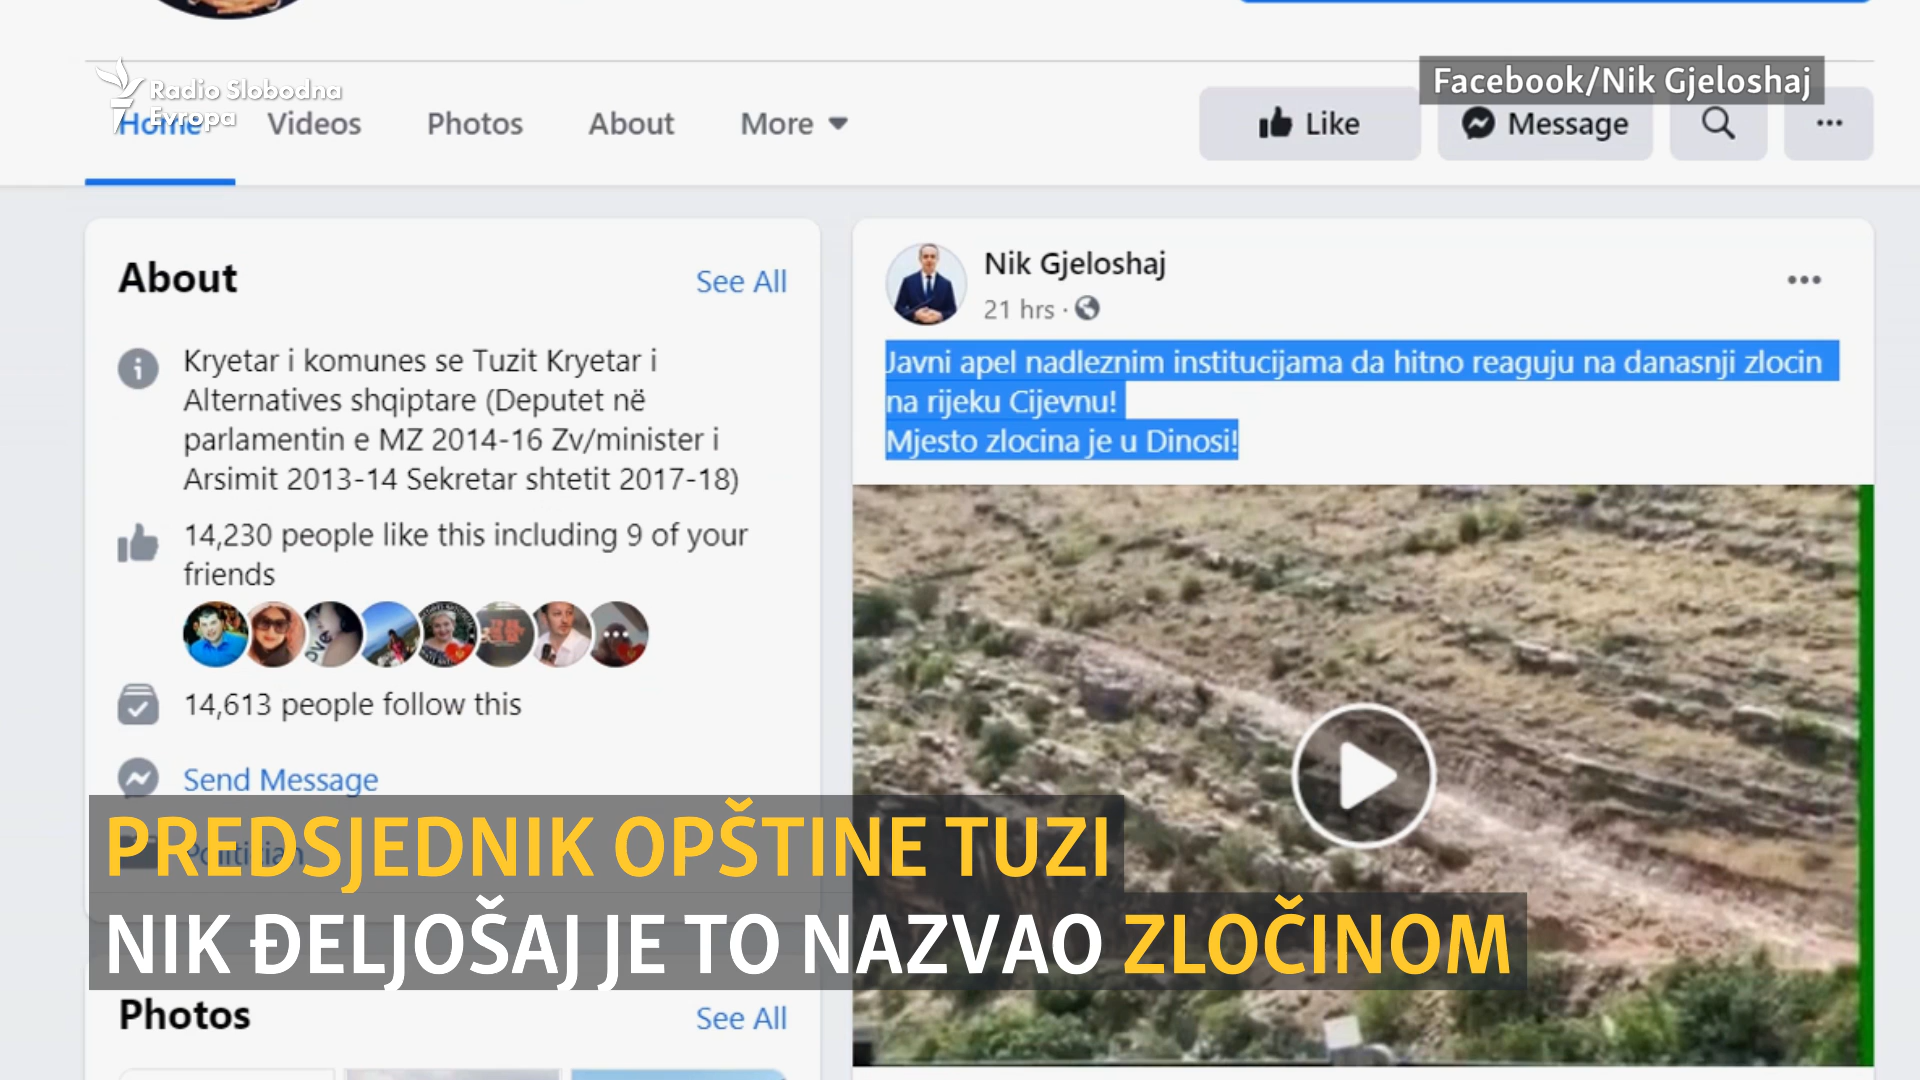 Radio Slobodna
Evropa
Facebook/Nik Gjeloshaj
Home
Videos
Photos
About
More
Like
Message
About
See All
Kryetar i komunes se Tuzit Kryetar i
Alternatives shqiptare (Deputet në
parlamentin e MZ 2014-16 Zv/minister i
Arsimit 2013-14 Sekretar shtetit 2017-18)
14,230 people like this including 9 of your
friends
14,613 people follow this
Send Message
Politician
Photos
See All
Nik Gjeloshaj
21 hrs ·
Javni apel nadleznim institucijama da hitno reaguju na danasnji zlocin
na rijeku Cijevnu!
Mjesto zlocina je u Dinosi!
PREDSJEDNIK OPŠTINE TUZI
NIK ĐELJOŠAJ JE TO NAZVAO ZLOČINOM